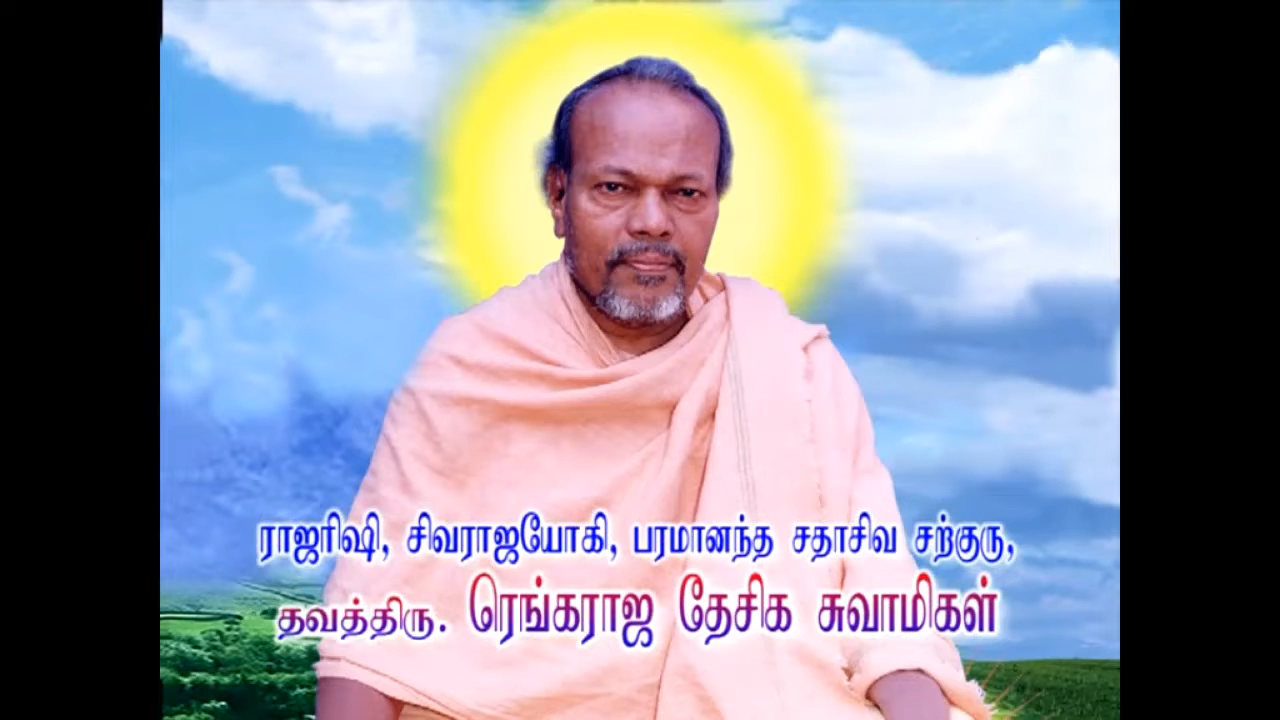 ராஜரிஷி, சிவராஜயோகி, பரமானந்த சதாசிவ சற்குரு,
தவத்திரு. ரெங்கராஜ தேசிக சுவாமிகள்